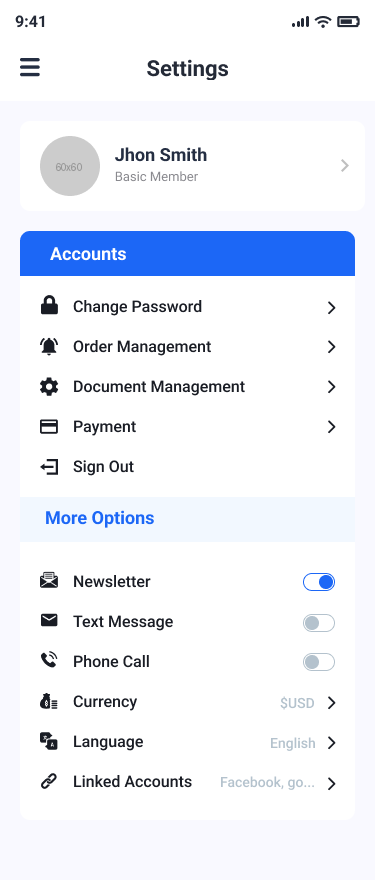 9:41
Settings
60x60
Jhon Smith
Basic Member
Accounts
Change Password
Order Management
Document Management
Payment
Sign Out
More Options
Newsletter
Text Message
Phone Call
Currency $USD
Language English
Linked Accounts Facebook, go...